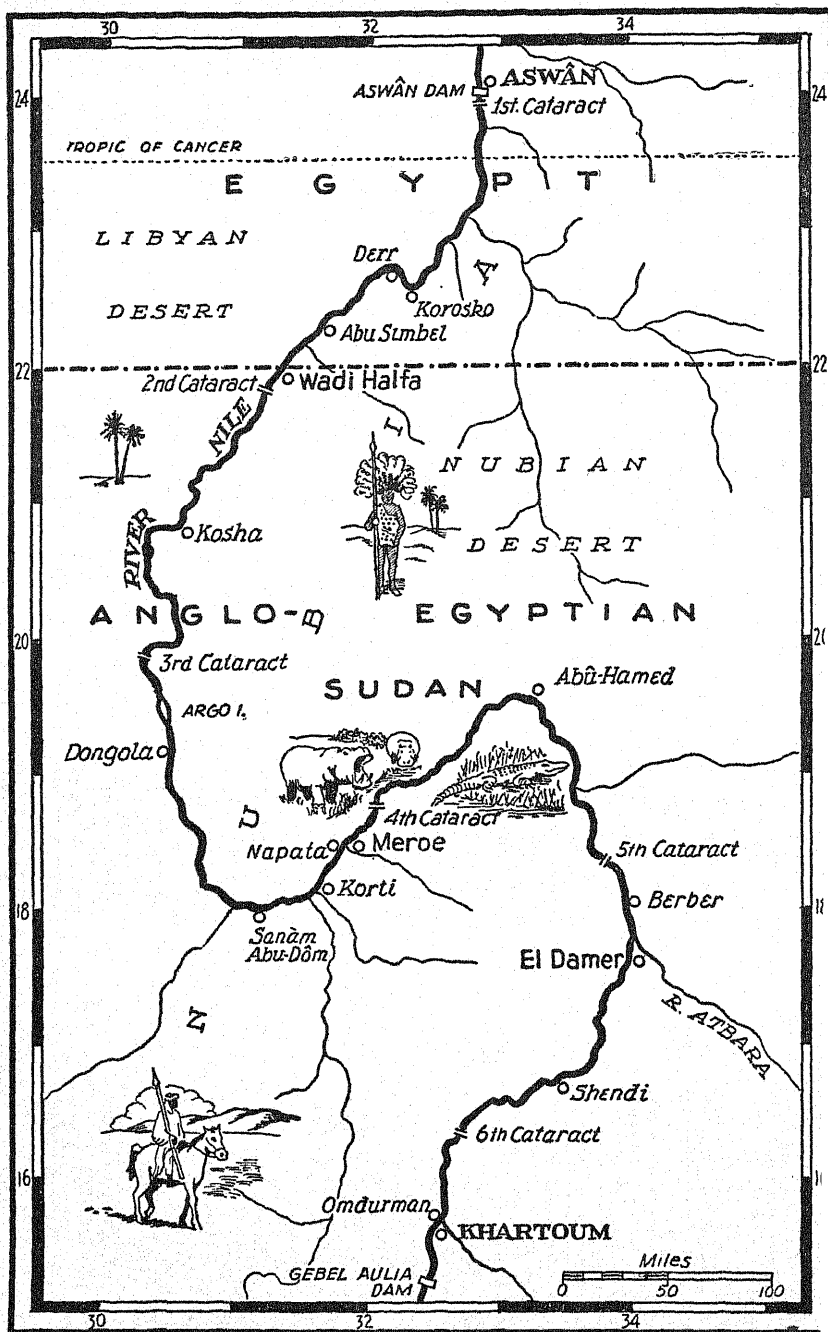 30 32 34
ASWÂN
ASWÂN DAM
24
1st. Cataract
TROPIC OF CANCER
EGYPT
LIBYAN
DESERT
Derr
Korosko
Abu Simbel
22 22
2nd Cataract
Wadi Halfa
RIVER NILE
NUBIAN
DESERT
Kosha
ANGLO-EGYPTIAN
SUDAN
NUBIA
20 20
3rd Cataract
Abû-Hamed
ARGO I.
Dongola
4th Cataract
Napata
Meroe
5th Cataract
Korti
Berber
18
Sanàm
Abu-Dôm
El Damer
R. ATBARA
Shendi
6th Cataract
16
Omdurman
KHARTOUM
GEBEL AULIA
DAM
Miles
0 50 100
30 32 34